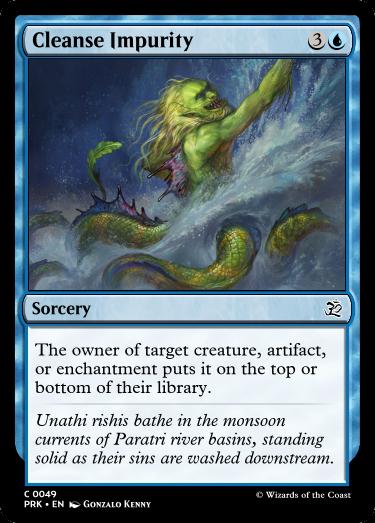 Cleanse Impurity 3
Sorcery
The owner of target creature, artifact,
or enchantment puts it on the top or
bottom of their library.
Unathi rishis bathe in the monsoon
currents of Paratri river basins, standing
solid as their sins are washed downstream.
C 0049
PRK • EN Gonzalo Kenny
© Wizards of the Coast